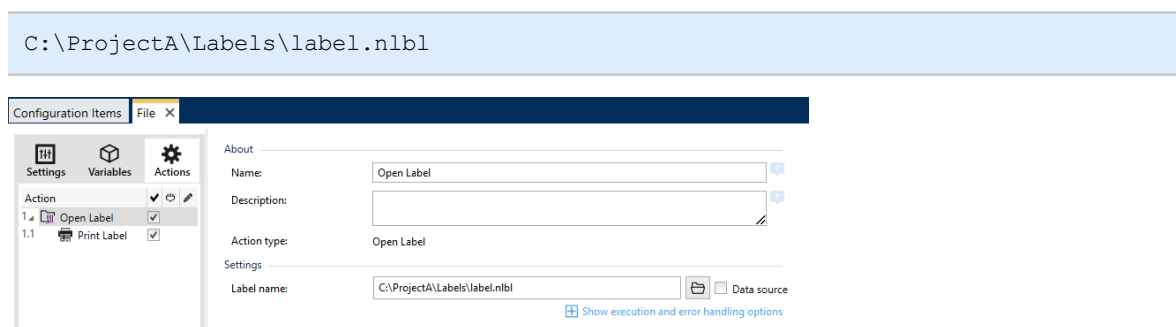 C:\ProjectA\Labels\label.nlbl
Configuration Items File
Settings Variables Actions
Action
1 Open Label
1.1 Print Label
About
Name: Open Label
Description:
Action type: Open Label
Settings
Label name: C:\ProjectA\Labels\label.nlbl Data source
Show execution and error handling options